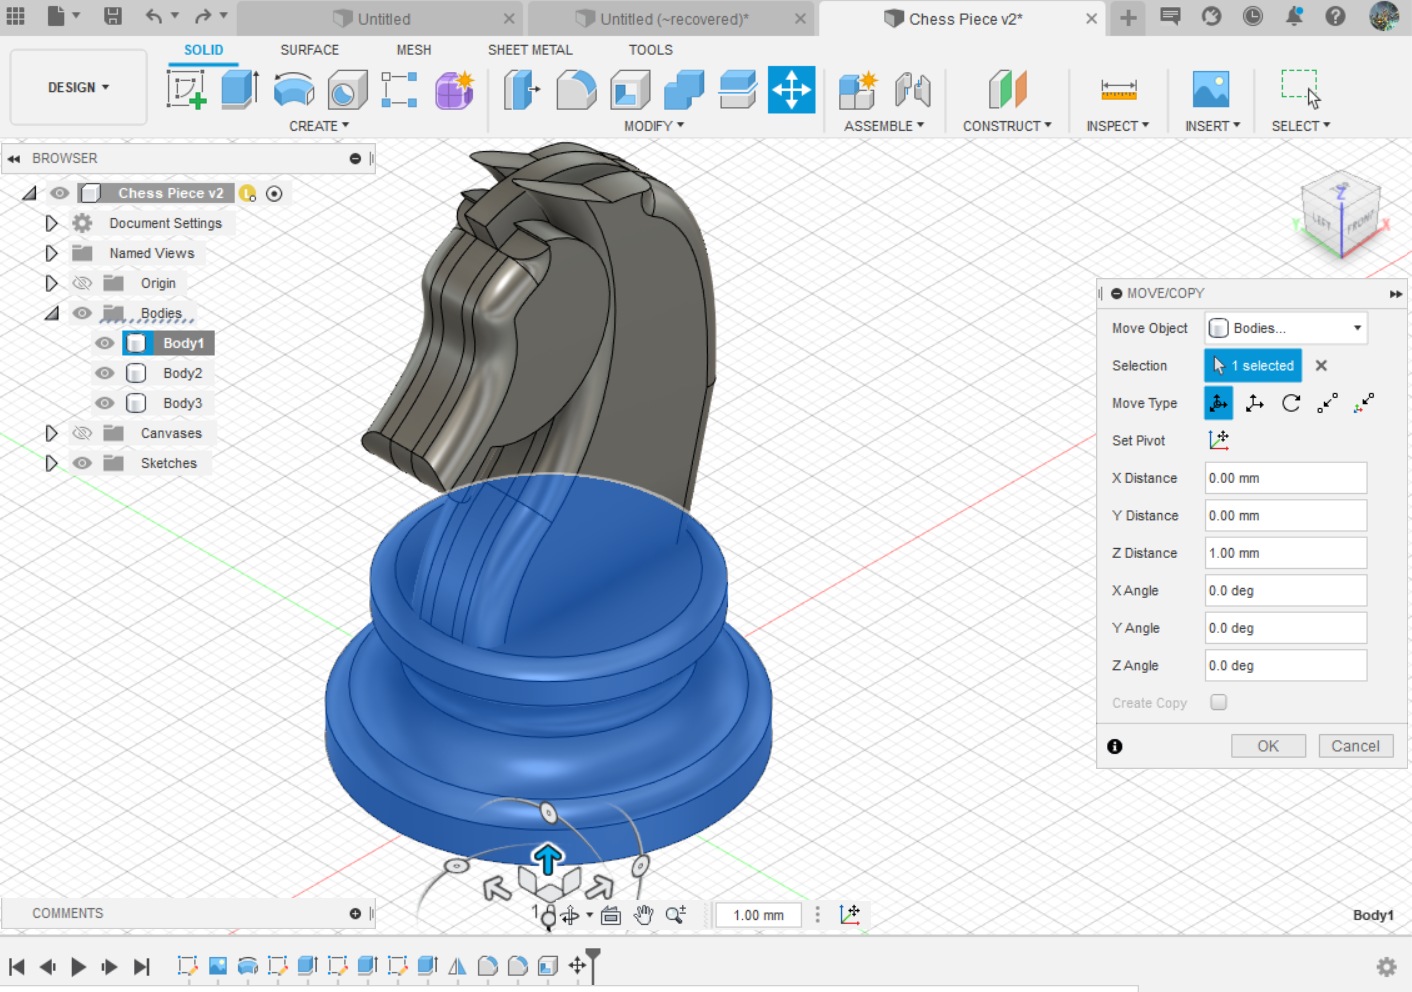 Untitled
Untitled (~recovered)*
Chess Piece v2*
SOLID
SURFACE
MESH
SHEET METAL
TOOLS
DESIGN
CREATE
MODIFY
ASSEMBLE
CONSTRUCT
INSPECT
INSERT
SELECT
BROWSER
Chess Piece v2
Document Settings
Named Views
Origin
Bodies
Body1
Body2
Body3
Canvases
Sketches
Z
Y
X
LEFT
FRONT
MOVE/COPY
Move Object
Bodies...
Selection
1 selected
Move Type
Set Pivot
X Distance
0.00 mm
Y Distance
0.00 mm
Z Distance
1.00 mm
X Angle
0.0 deg
Y Angle
0.0 deg
Z Angle
0.0 deg
Create Copy
OK
Cancel
COMMENTS
1.00 mm
Body1